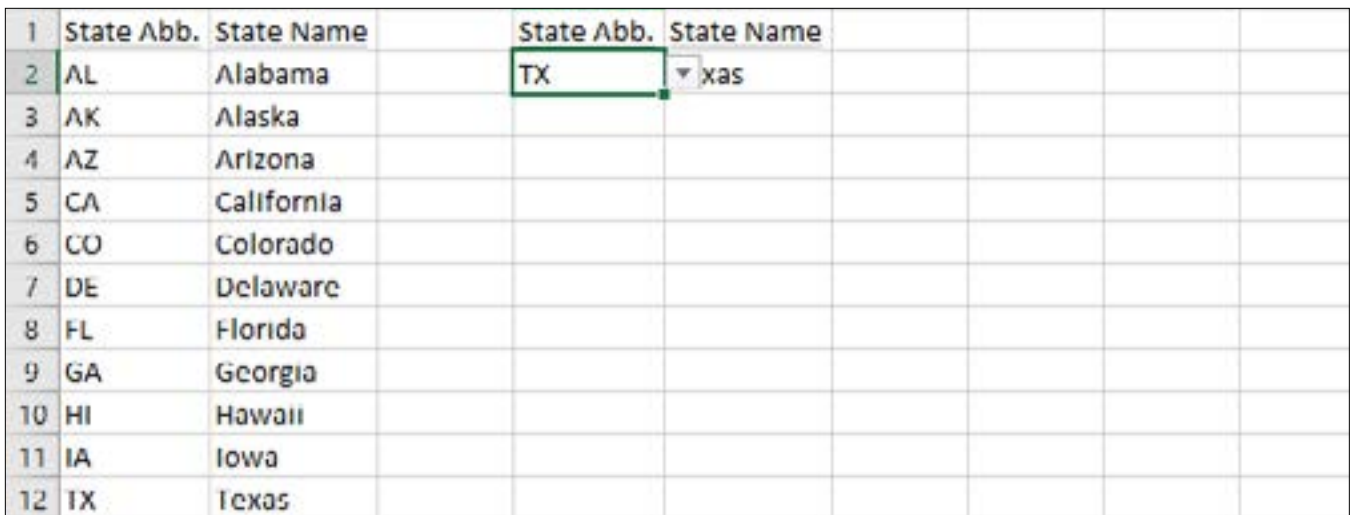 1 State Abb. State Name State Abb. State Name
2 AL Alabama TX xas
3 AK Alaska
4 AZ Arizona
5 CA California
6 CO Colorado
7 DE Delaware
8 FL Florida
9 GA Georgia
10 HI Hawaii
11 IA Iowa
12 TX Texas